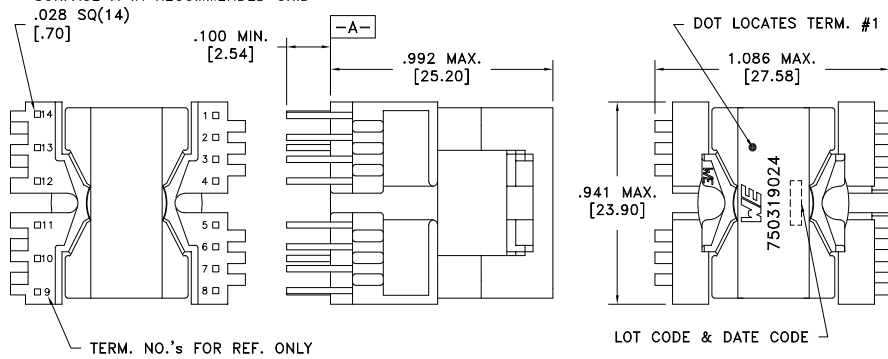 .028 SQ(14)
[.70]
.100 MIN.
[2.54]
-A-
.992 MAX.
[25.20]
DOT LOCATES TERM. #1
1.086 MAX.
[27.58]
14
13
12
11
10
9
1
2
3
4
5
6
7
8
.941 MAX.
[23.90]
WE
WE
750319024
TERM. NO.'s FOR REF. ONLY
LOT CODE & DATE CODE